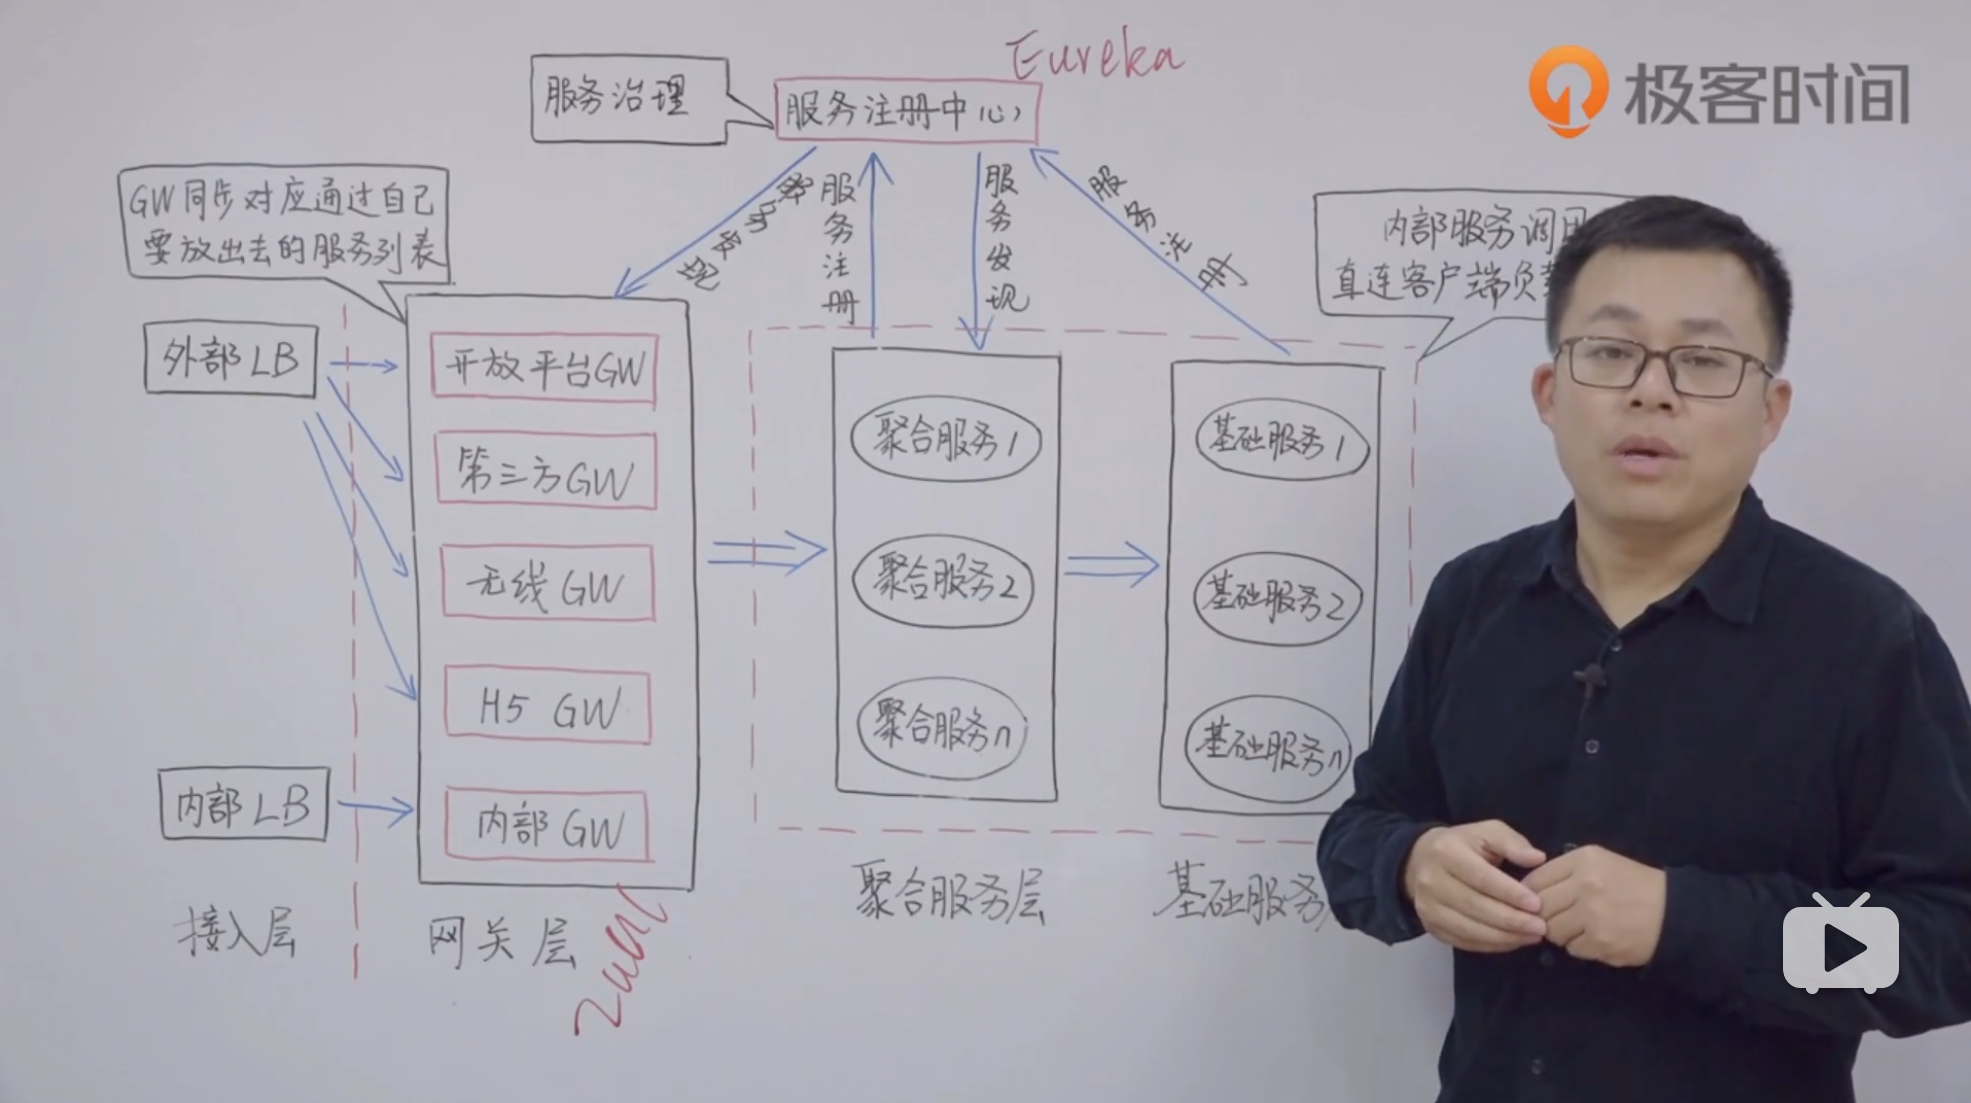 Eureka
极客时间
服务治理
服务注册中心
GW同步对应通过自己
要放出去的服务列表
服务发现
服务注册
服务发现
服务注册
内部服务调用
直连客户端负
外部LB
开放平台GW
第三方GW
无线GW
H5 GW
内部LB
内部GW
聚合服务1
聚合服务2
聚合服务n
基础服务1
基础服务2
基础服务n
接入层
网关层
zuul
聚合服务层
基础服务